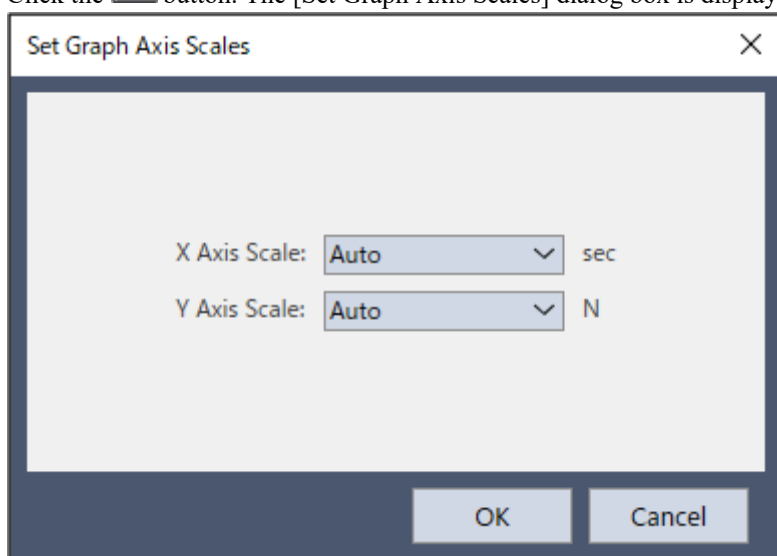 Click the button. The [Set Graph Axis Scales] dialog box is display
Set Graph Axis Scales
X Axis Scale: Auto sec
Y Axis Scale: Auto N
OK Cancel